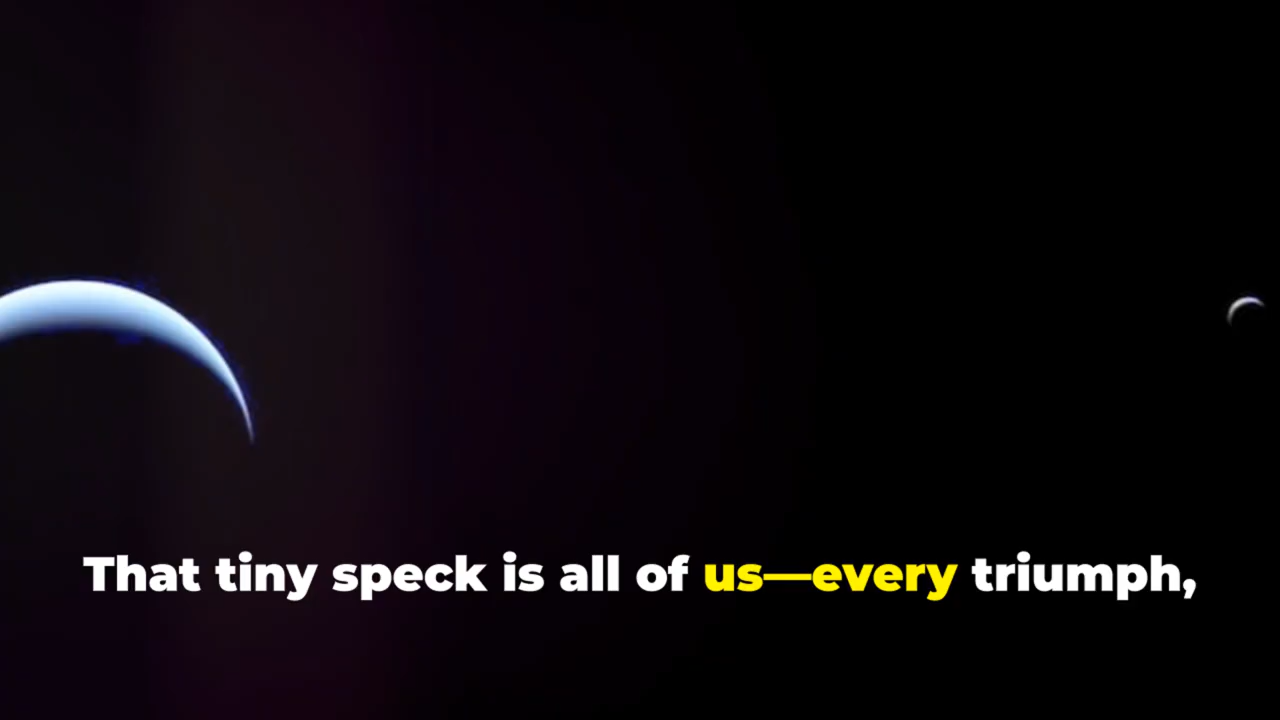 That tiny speck is all of us—every triumph,